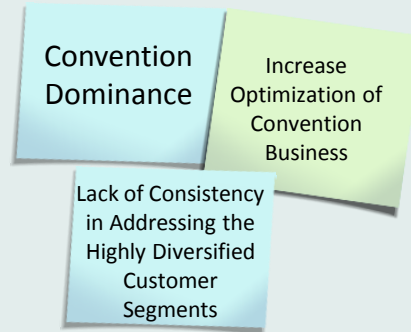 Convention
Dominance
Increase
Optimization of
Convention
Business
Lack of Consistency
in Addressing the
Highly Diversified
Customer
Segments